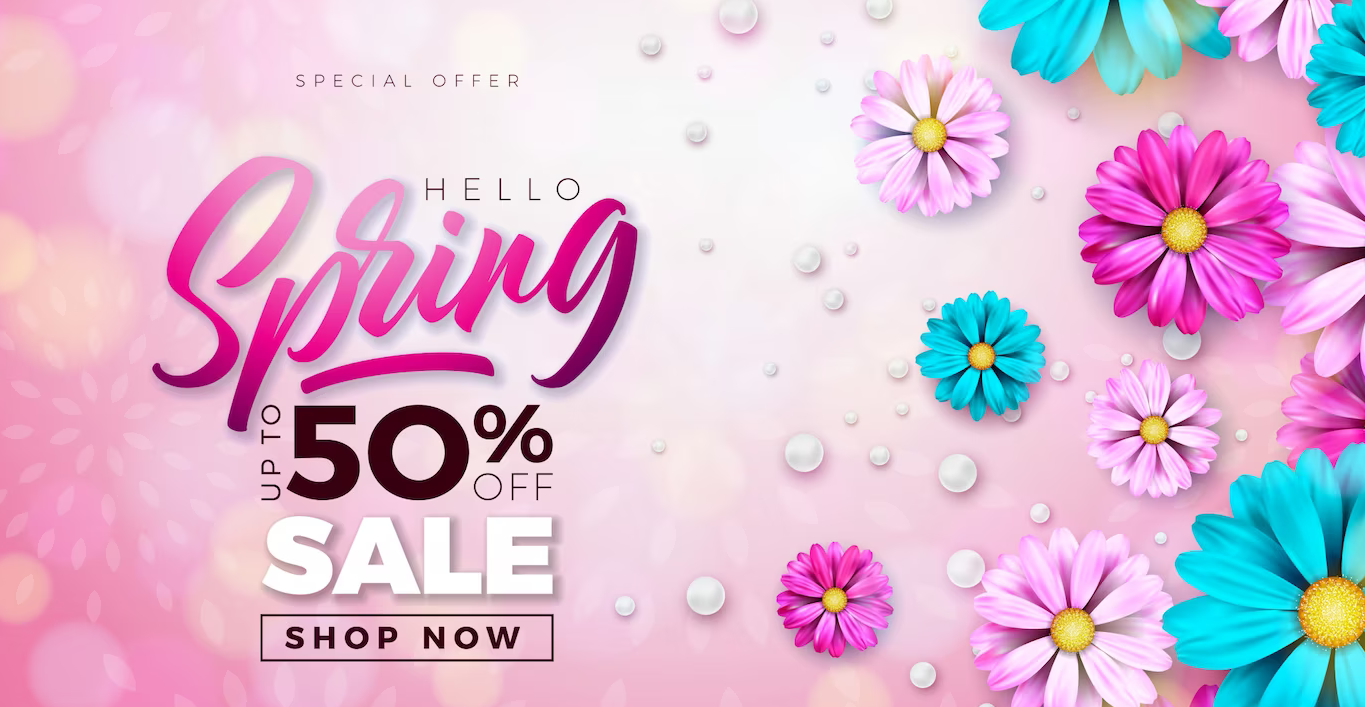 SPECIAL OFFER
HELLO
Spring
UP TO 50% OFF
SALE
SHOP NOW